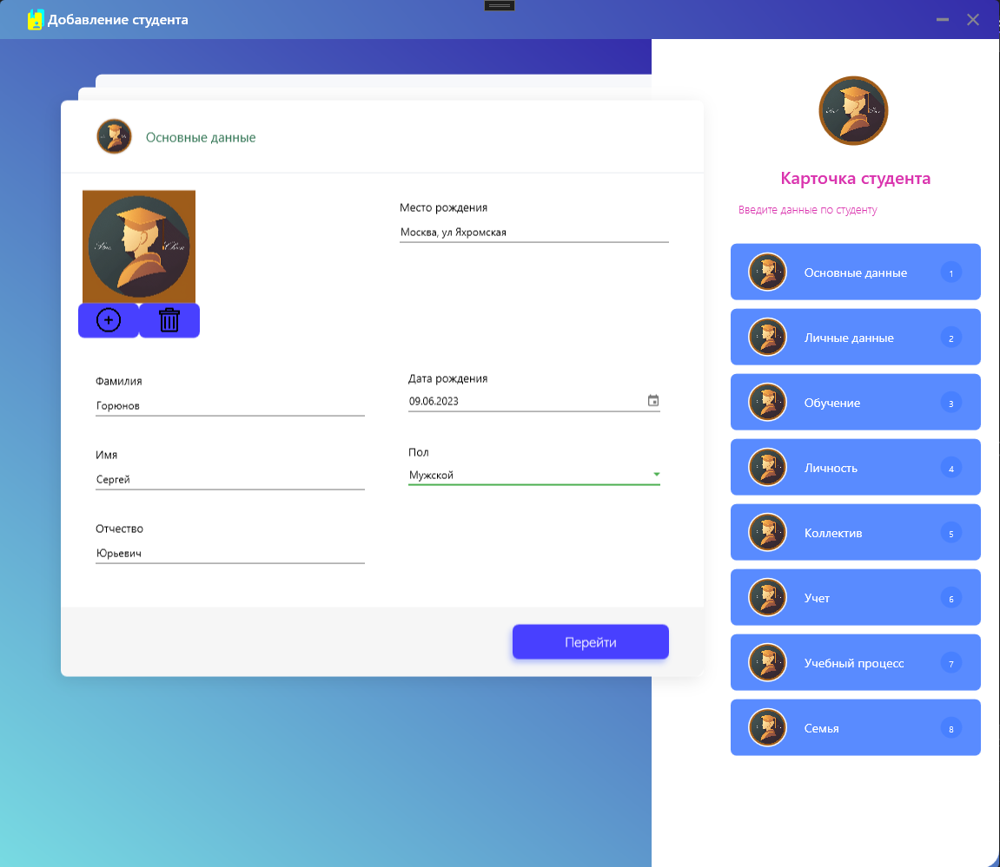 Добавление студента
Основные данные
Место рождения
Москва, ул Яхромская
Фамилия
Горюнов
Дата рождения
09.06.2023
Имя
Сергей
Пол
Мужской
Отчество
Юрьевич
Перейти
Карточка студента
Введите данные по студенту
Основные данные 1
Личные данные 2
Обучение 3
Личность 4
Коллектив 5
Учет 6
Учебный процесс 7
Семья 8